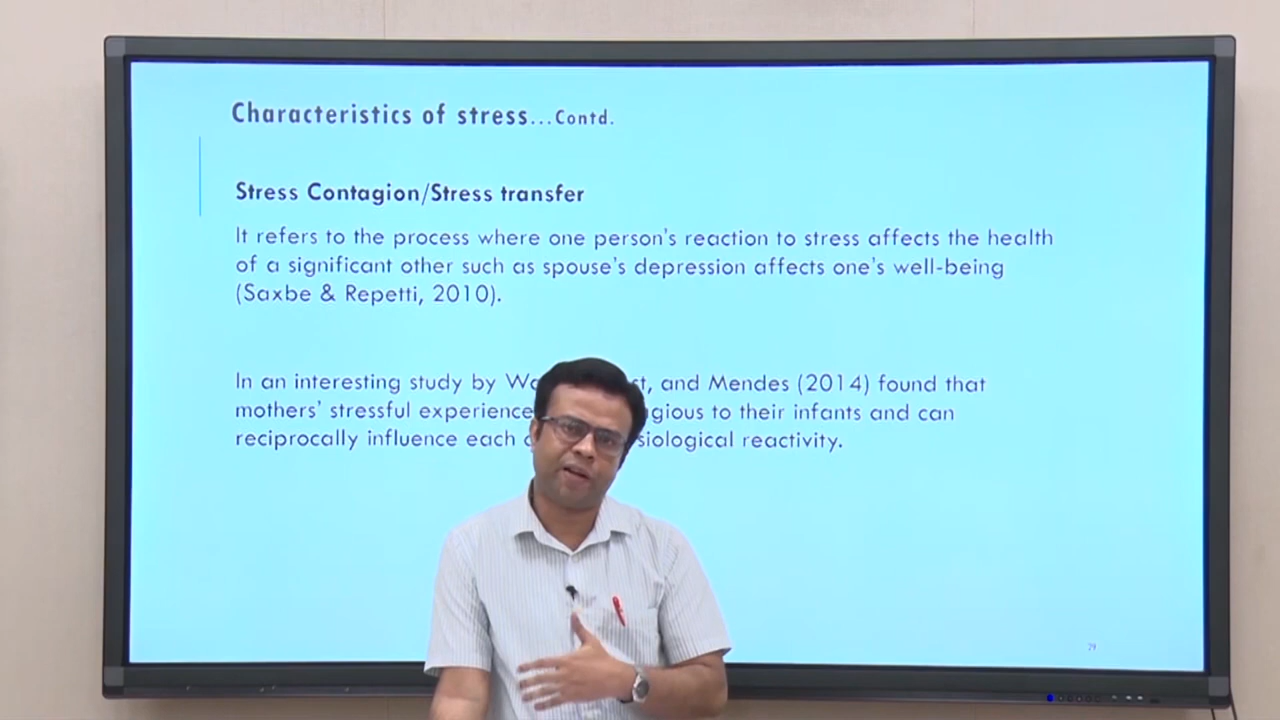 Characteristics of stress...Contd.
Stress Contagion/Stress transfer
It refers to the process where one person's reaction to stress affects the health
of a significant other such as spouse's depression affects one's well-being
(Saxbe & Repetti, 2010).
In an interesting study by and Mendes (2014) found that
mothers' stressful to their infants and can
reciprocally influence each reactivity.
29